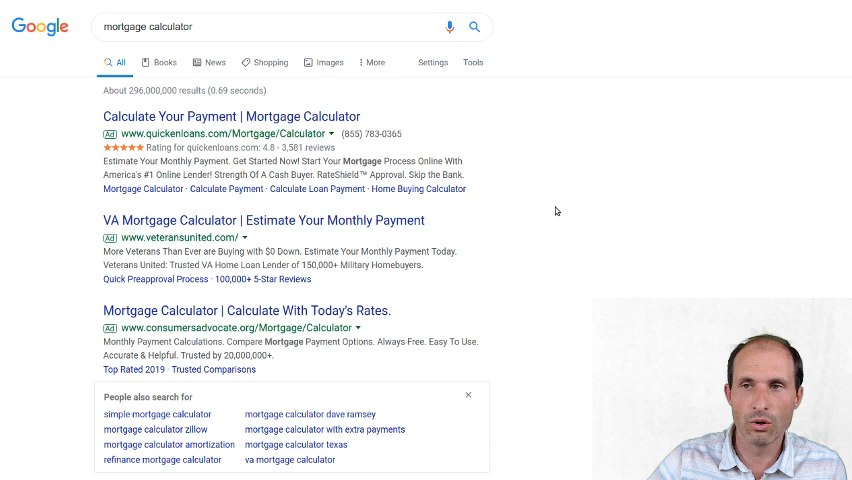 Google
mortgage calculator
All Books News Shopping Images More Settings Tools
About 296,000,000 results (0.69 seconds)
Calculate Your Payment | Mortgage Calculator
Ad www.quickenloans.com/Mortgage/Calculator (855) 783-0365
Rating for quickenloans.com: 4.8 - 3,581 reviews
Estimate Your Monthly Payment. Get Started Now! Start Your Mortgage Process Online With
America's #1 Online Lender! Strength Of A Cash Buyer. RateShield™ Approval. Skip the Bank.
Mortgage Calculator · Calculate Payment · Calculate Loan Payment · Home Buying Calculator
VA Mortgage Calculator | Estimate Your Monthly Payment
Ad www.veteransunited.com/
More Veterans Than Ever are Buying with $0 Down. Estimate Your Monthly Payment Today.
Veterans United: Trusted VA Home Loan Lender of 150,000+ Military Homebuyers.
Quick Preapproval Process · 100,000+ 5-Star Reviews
Mortgage Calculator | Calculate With Today's Rates.
Ad www.consumersadvocate.org/Mortgage/Calculator
Monthly Payment Calculations. Compare Mortgage Payment Options. Always Free. Easy To Use.
Accurate & Helpful. Trusted by 20,000,000+.
Top Rated 2019 · Trusted Comparisons
People also search for
simple mortgage calculator mortgage calculator dave ramsey
mortgage calculator zillow mortgage calculator with extra payments
mortgage calculator amortization mortgage calculator texas
refinance mortgage calculator va mortgage calculator